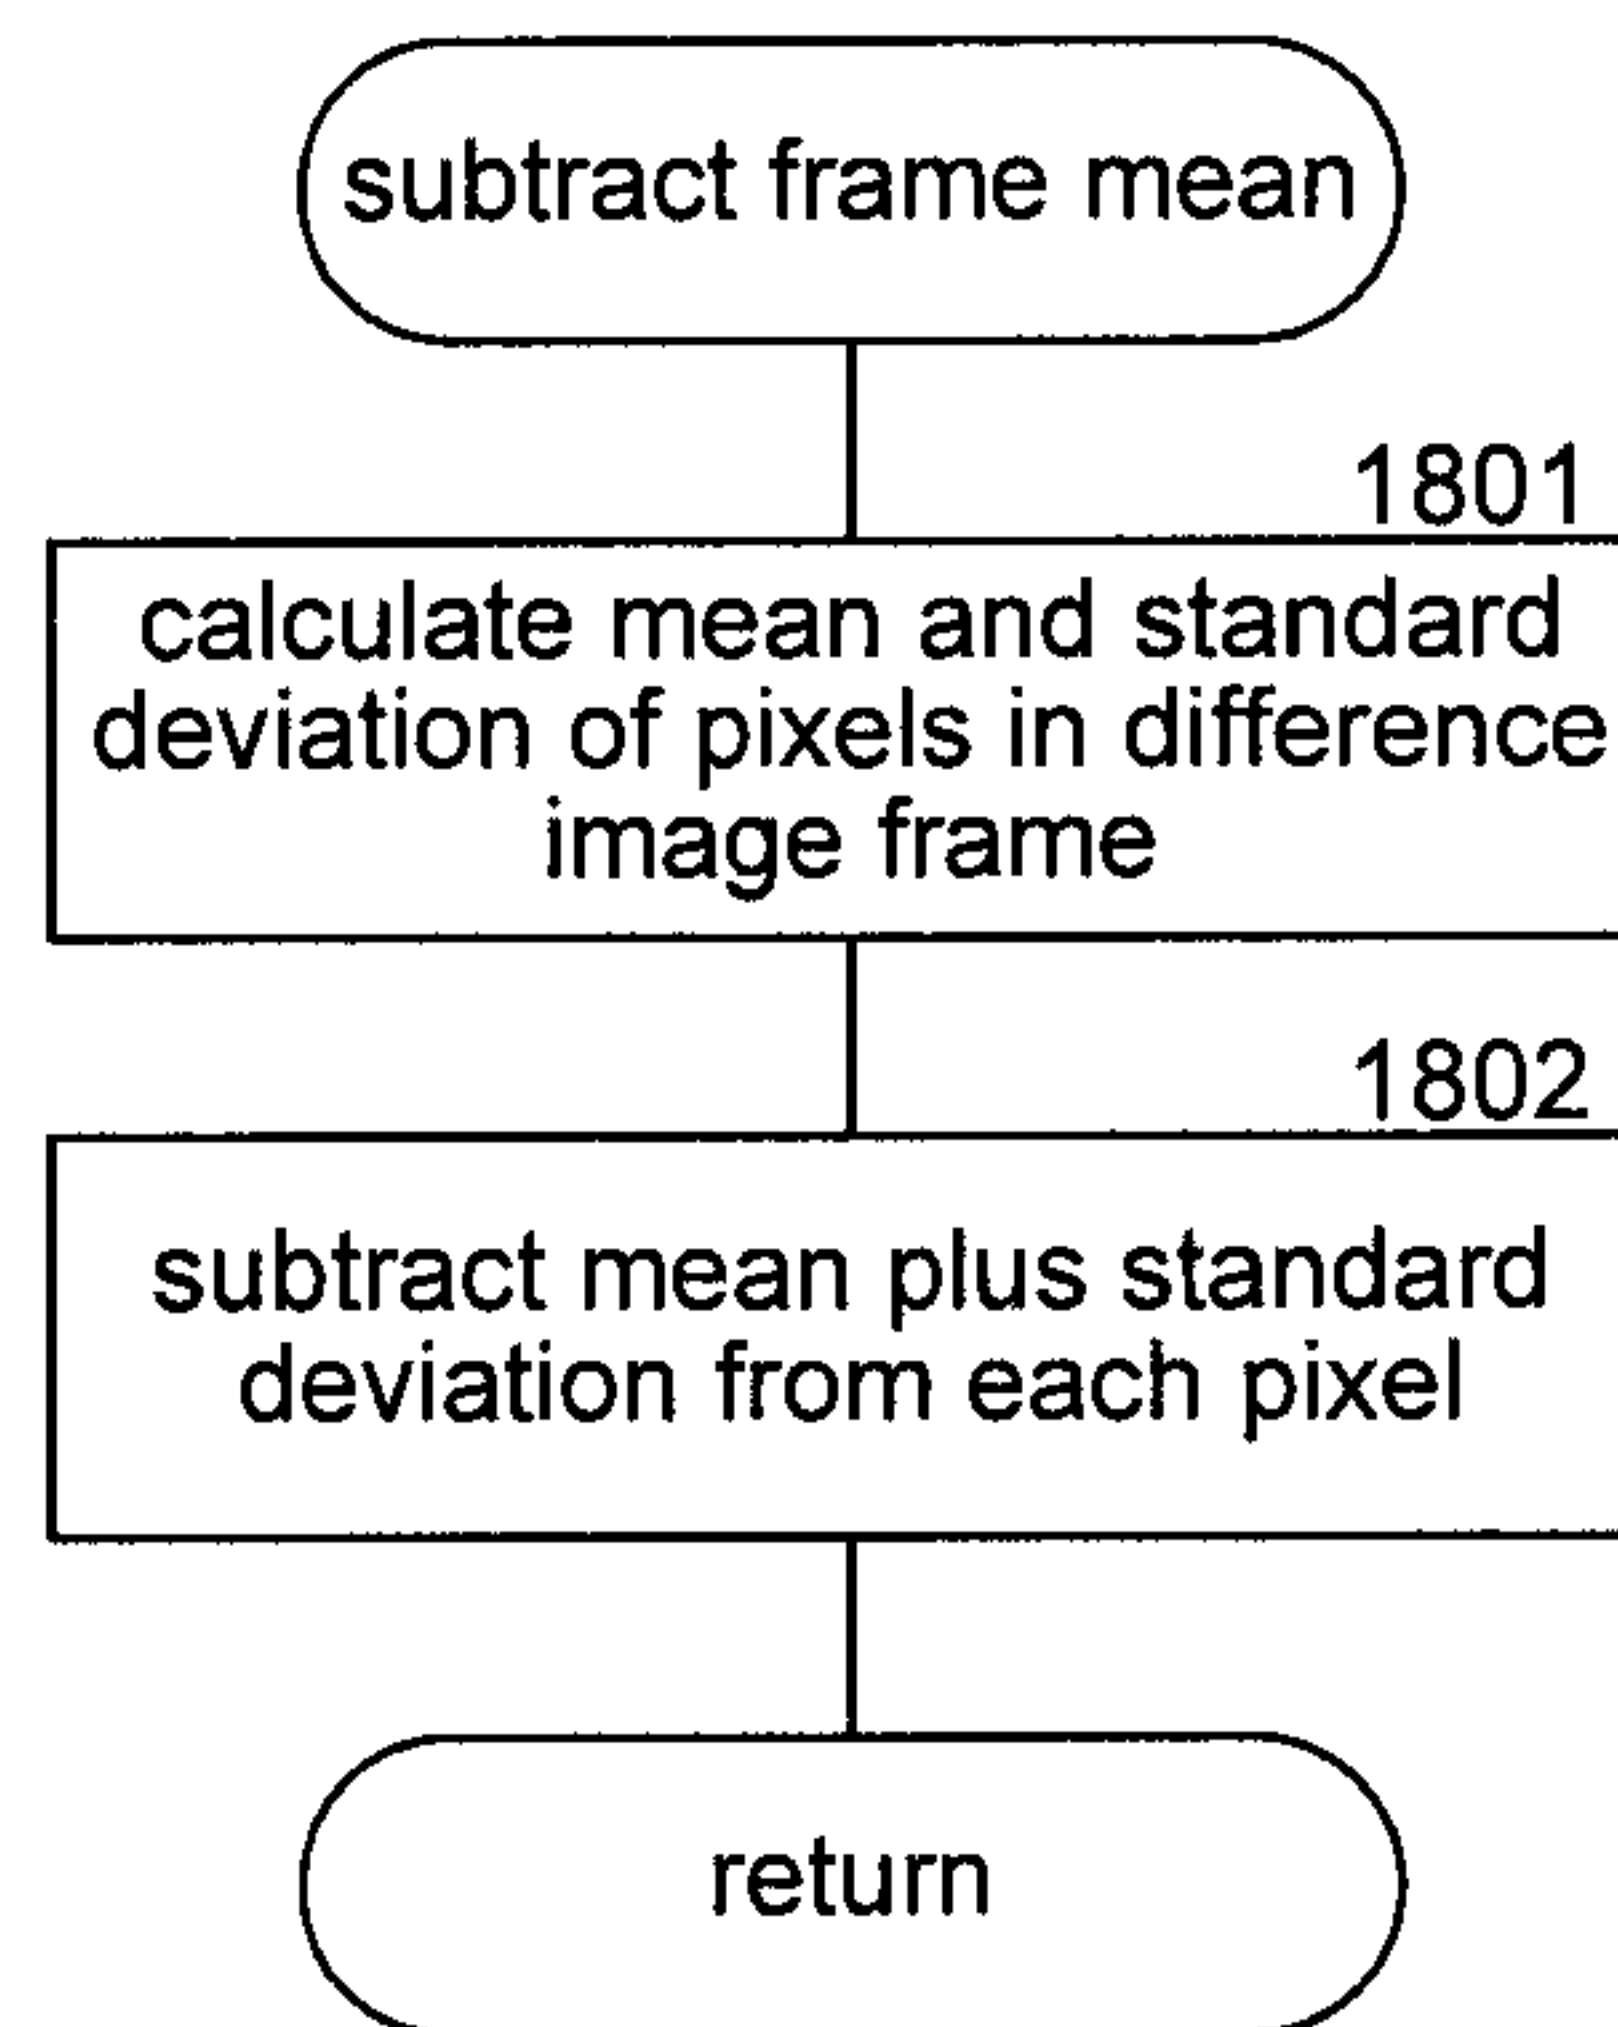 subtract frame mean
1801
calculate mean and standard
deviation of pixels in difference
image frame
1802
subtract mean plus standard
deviation from each pixel
return